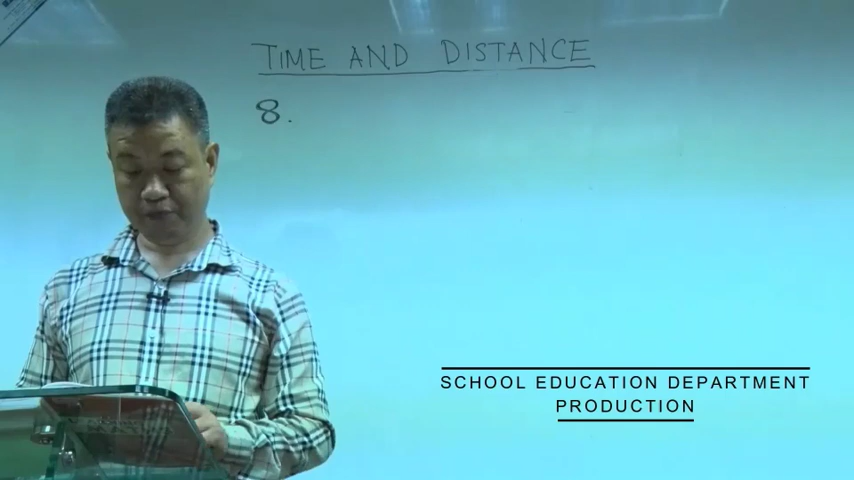 TIME AND DISTANCE
8.
SCHOOL EDUCATION DEPARTMENT
PRODUCTION